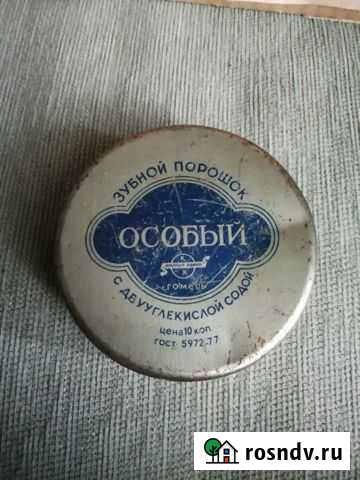 ЗУБНОЙ ПОРОШОК
ОСОБЫЙ
г. ГОМЕЛЬ
С ДВУУГЛЕКИСЛОЙ СОДОЙ
цена 10 коп.
гост 5972-77
rosndv.ru